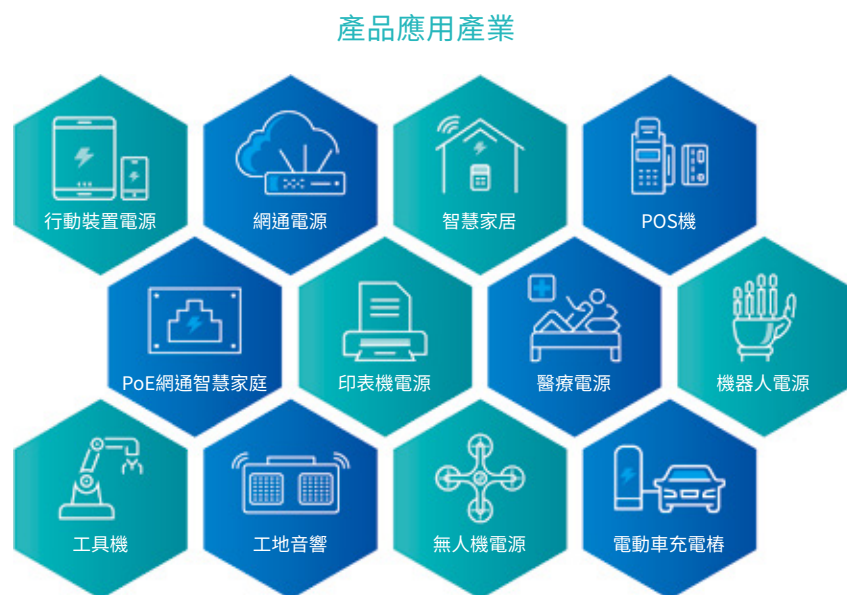 產品應用產業
行動裝置電源
網通電源
智慧家居
POS機
PoE網通智慧家庭
印表機電源
醫療電源
機器人電源
工具機
工地音響
無人機電源
電動車充電樁